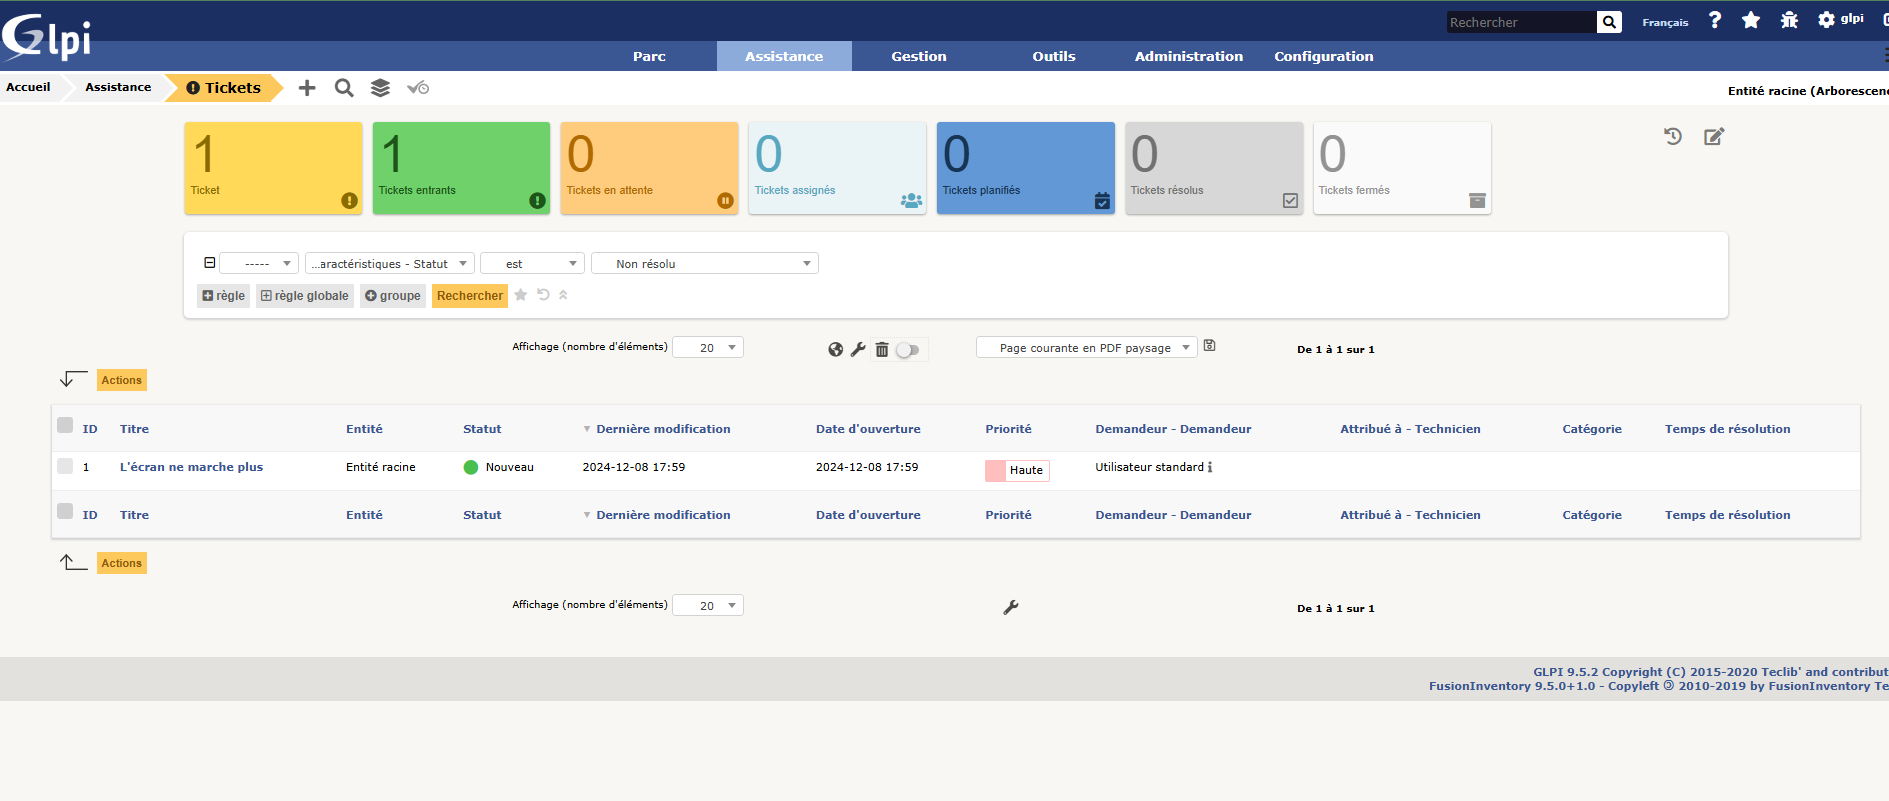 Glpi
Rechercher
Français
glpi
Parc
Assistance
Gestion
Outils
Administration
Configuration
Accueil
Assistance
Tickets
Entité racine (Arborescenc
1
Ticket
1
Tickets entrants
0
Tickets en attente
0
Tickets assignés
0
Tickets planifiés
0
Tickets résolus
0
Tickets fermés
-----
...aractéristiques - Statut
est
Non résolu
règle
règle globale
groupe
Rechercher
Affichage (nombre d'éléments)
20
Page courante en PDF paysage
De 1 à 1 sur 1
Actions
ID Titre Entité Statut Dernière modification Date d'ouverture Priorité Demandeur - Demandeur Attribué à - Technicien Catégorie Temps de résolution
1 L'écran ne marche plus Entité racine Nouveau 2024-12-08 17:59 2024-12-08 17:59 Haute Utilisateur standard
ID Titre Entité Statut Dernière modification Date d'ouverture Priorité Demandeur - Demandeur Attribué à - Technicien Catégorie Temps de résolution
Actions
Affichage (nombre d'éléments)
20
De 1 à 1 sur 1
GLPI 9.5.2 Copyright (C) 2015-2020 Teclib' and contribut
FusionInventory 9.5.0+1.0 - Copyleft 🄯 2010-2019 by FusionInventory Te